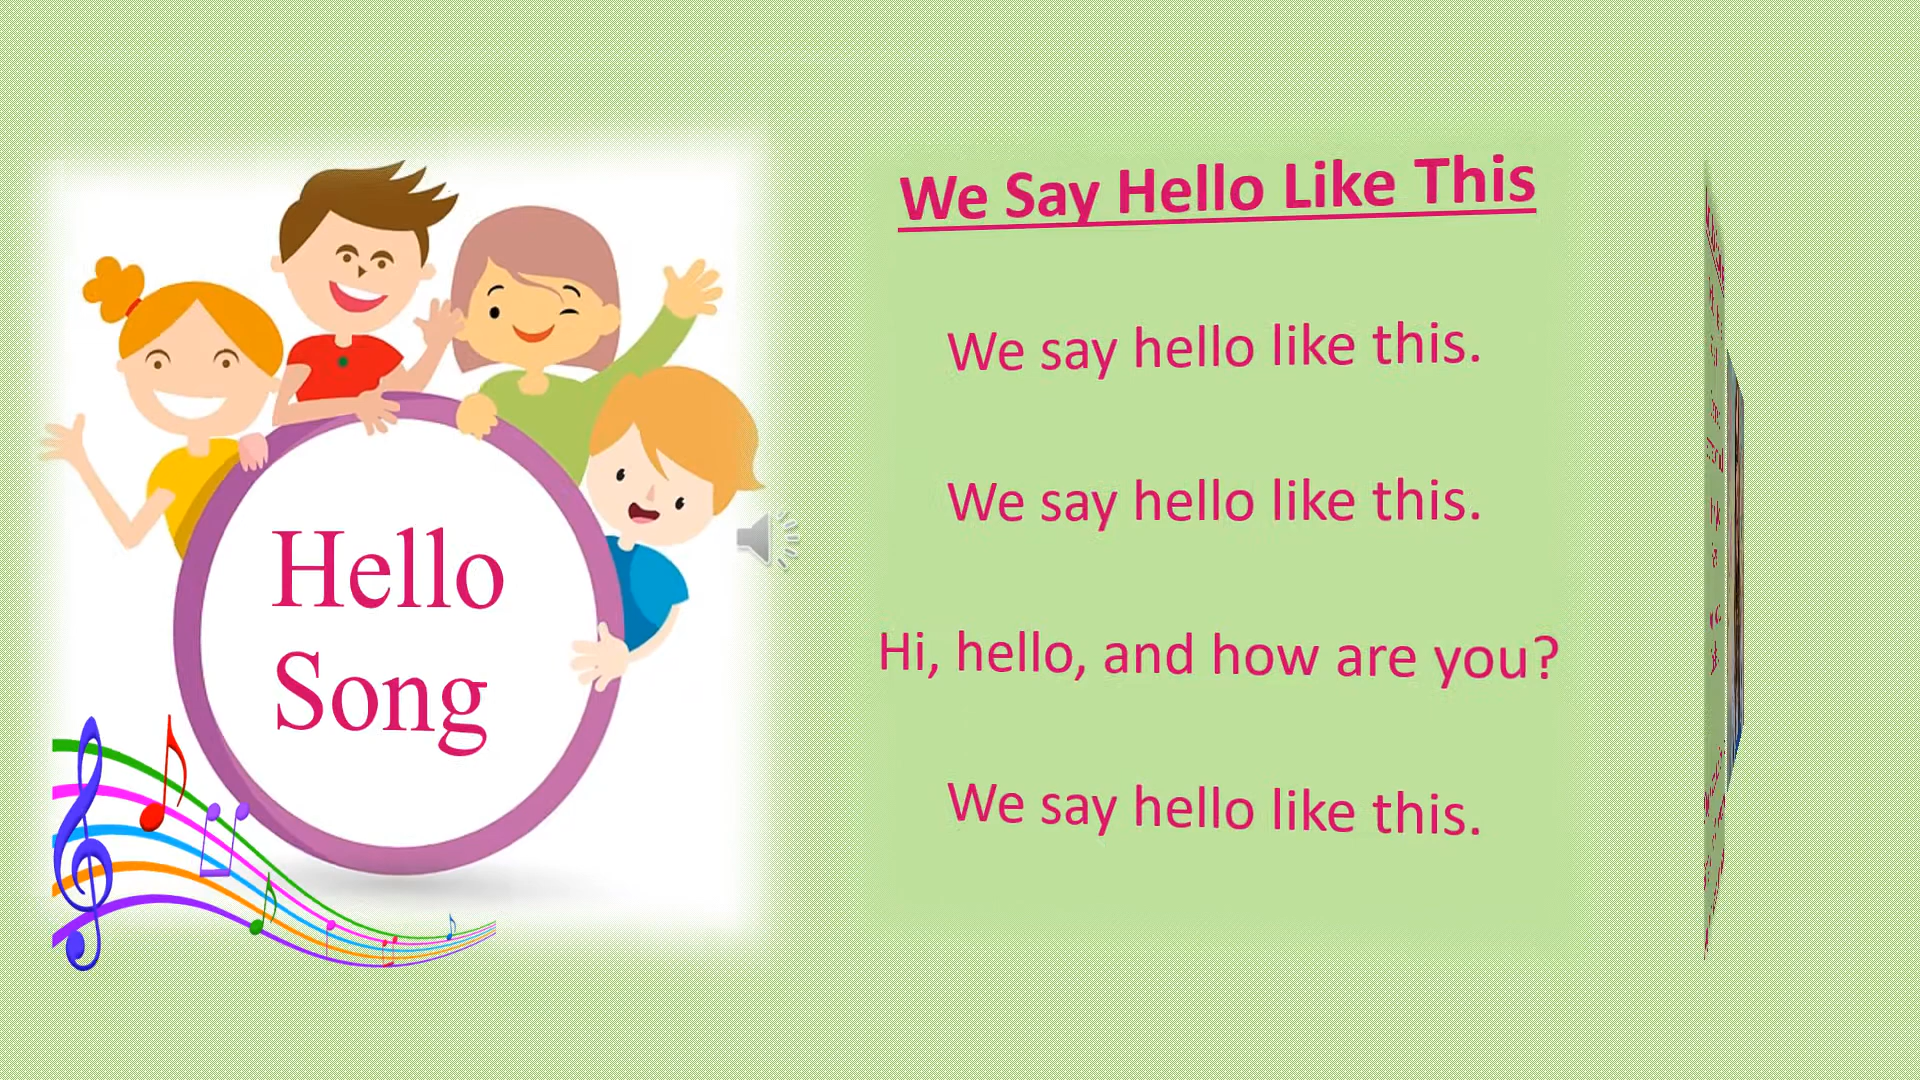 Hello
Song
We Say Hello Like This
We say hello like this.
We say hello like this.
Hi, hello, and how are you?
We say hello like this.